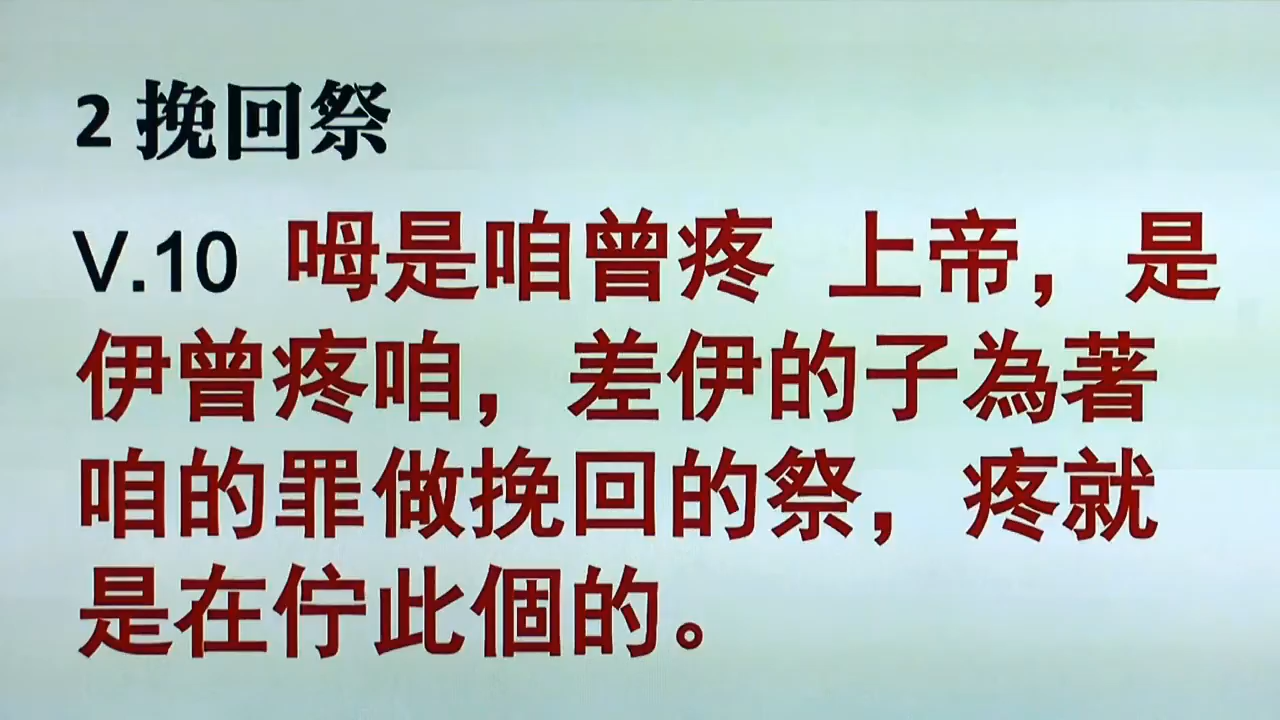 2 挽回祭
V.10 呣是咱曾疼 上帝，是
伊曾疼咱，差伊的子為著
咱的罪做挽回的祭，疼就
是在佇此個的。